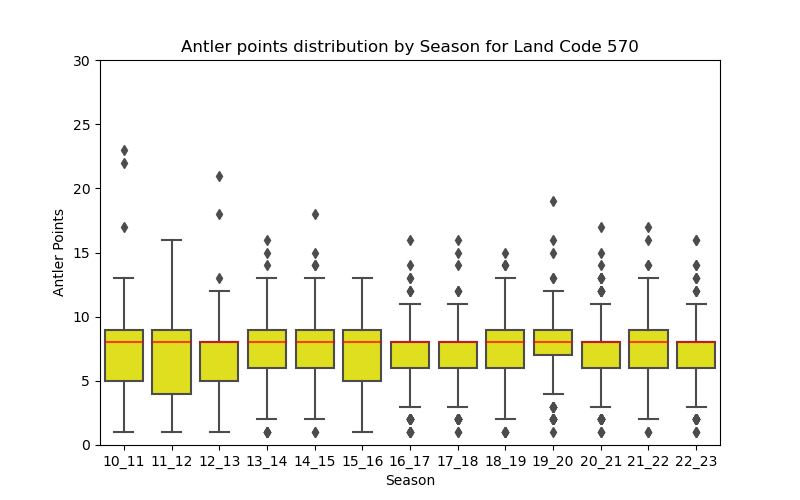 Antler points distribution by Season for Land Code 570
30
25
20
15
10
5
0
Antler Points
10_11 11_12 12_13 13_14 14_15 15_16 16_17 17_18 18_19 19_20 20_21 21_22 22_23
Season